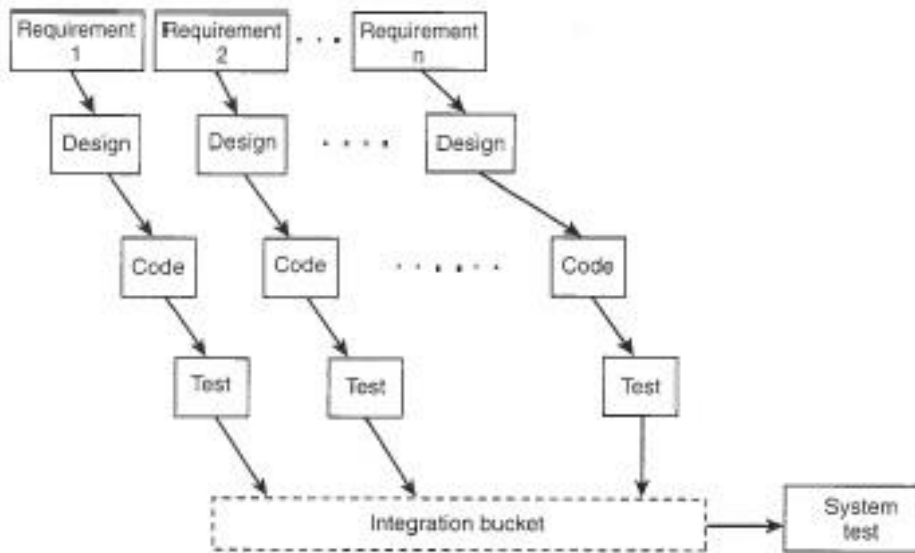 Requirement
1
Requirement
2
Requirement
n
Design
Design
Design
Code
Code
Code
Test
Test
Test
Integration bucket
System
test